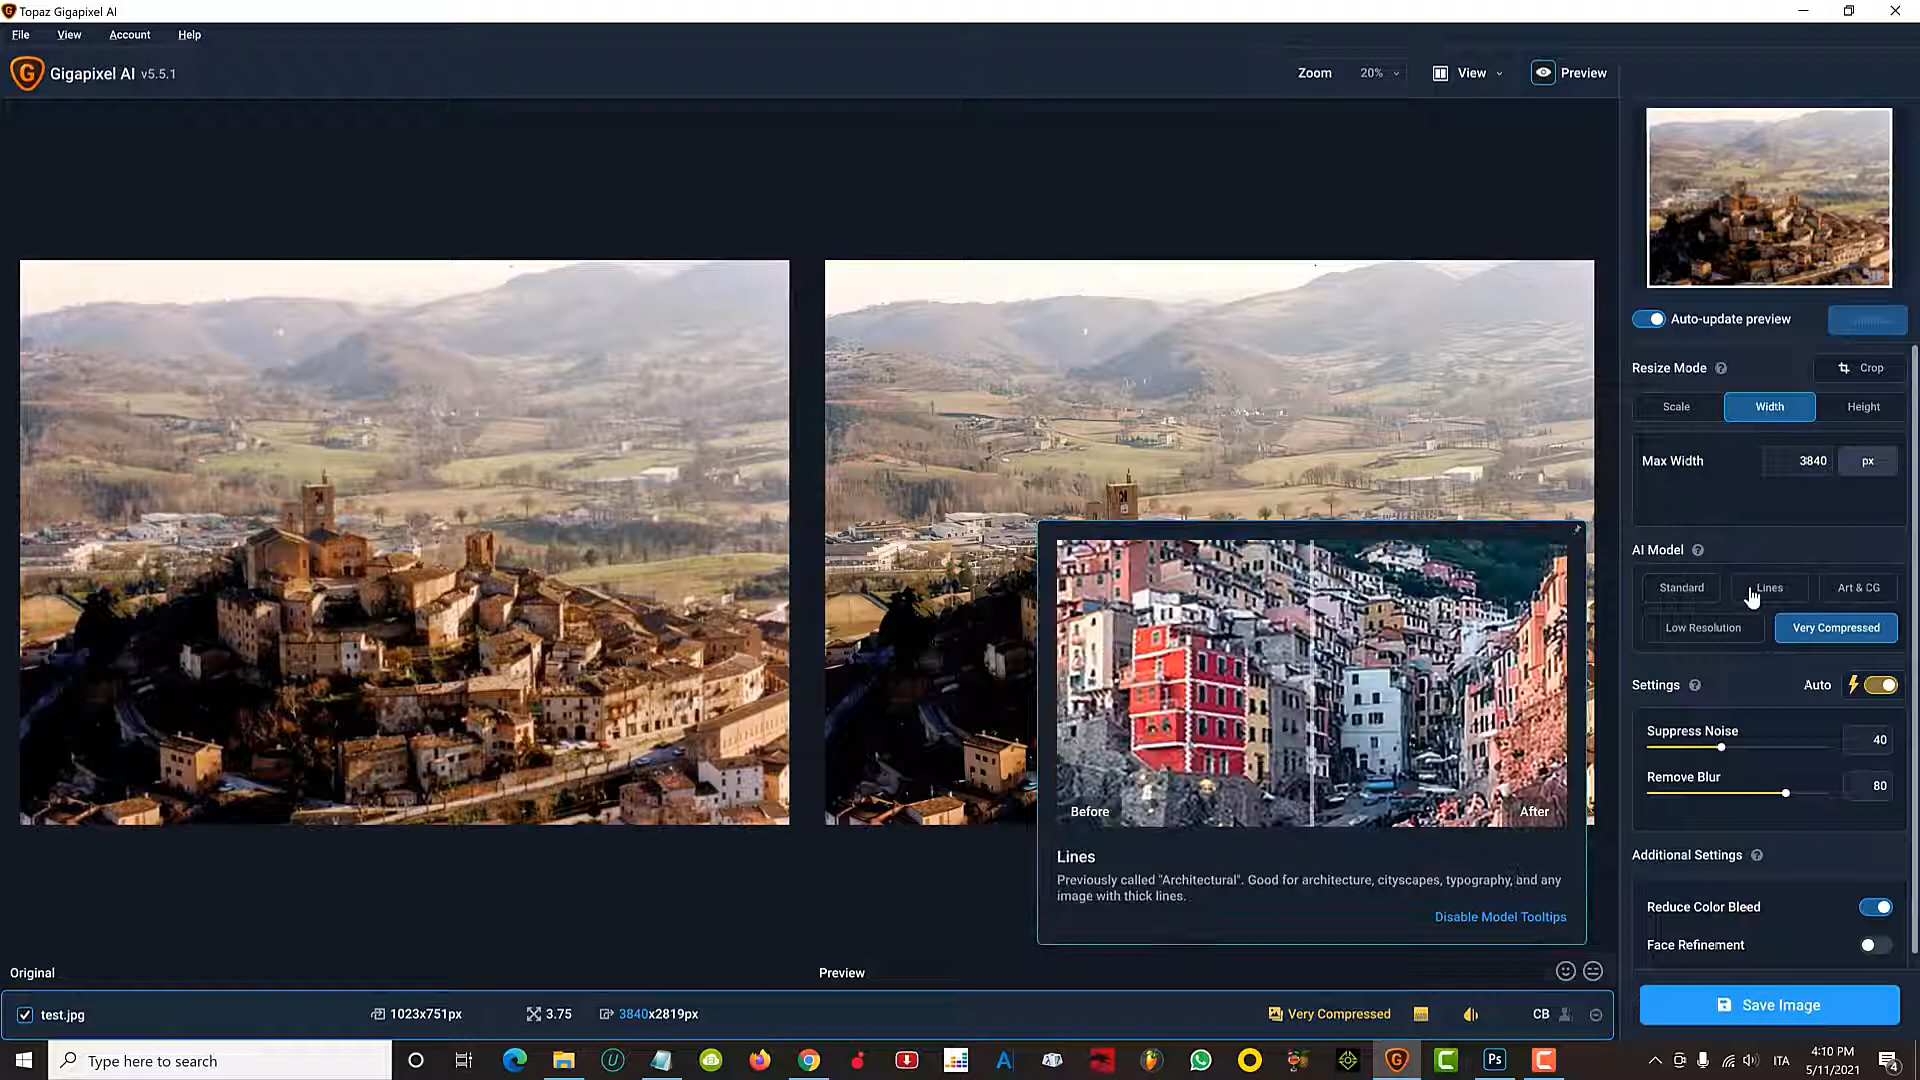 Topaz Gigapixel AI
File View Account Help
Gigapixel AI v5.5.1
Zoom 20% View Preview
Auto-update preview
Resize Mode Crop
Scale Width Height
Max Width 3840 px
AI Model
Standard Lines Art & CG
Low Resolution Very Compressed
Settings Auto
Suppress Noise 40
Remove Blur 80
Additional Settings
Reduce Color Bleed
Face Refinement
Save Image
Before After
Lines
Previously called "Architectural". Good for architecture, cityscapes, typography, and any
image with thick lines.
Disable Model Tooltips
Original Preview
test.jpg 1023x751px 3.75 3840x2819px Very Compressed CB
Type here to search
Ps
ITA
4:10 PM
5/11/2021
4